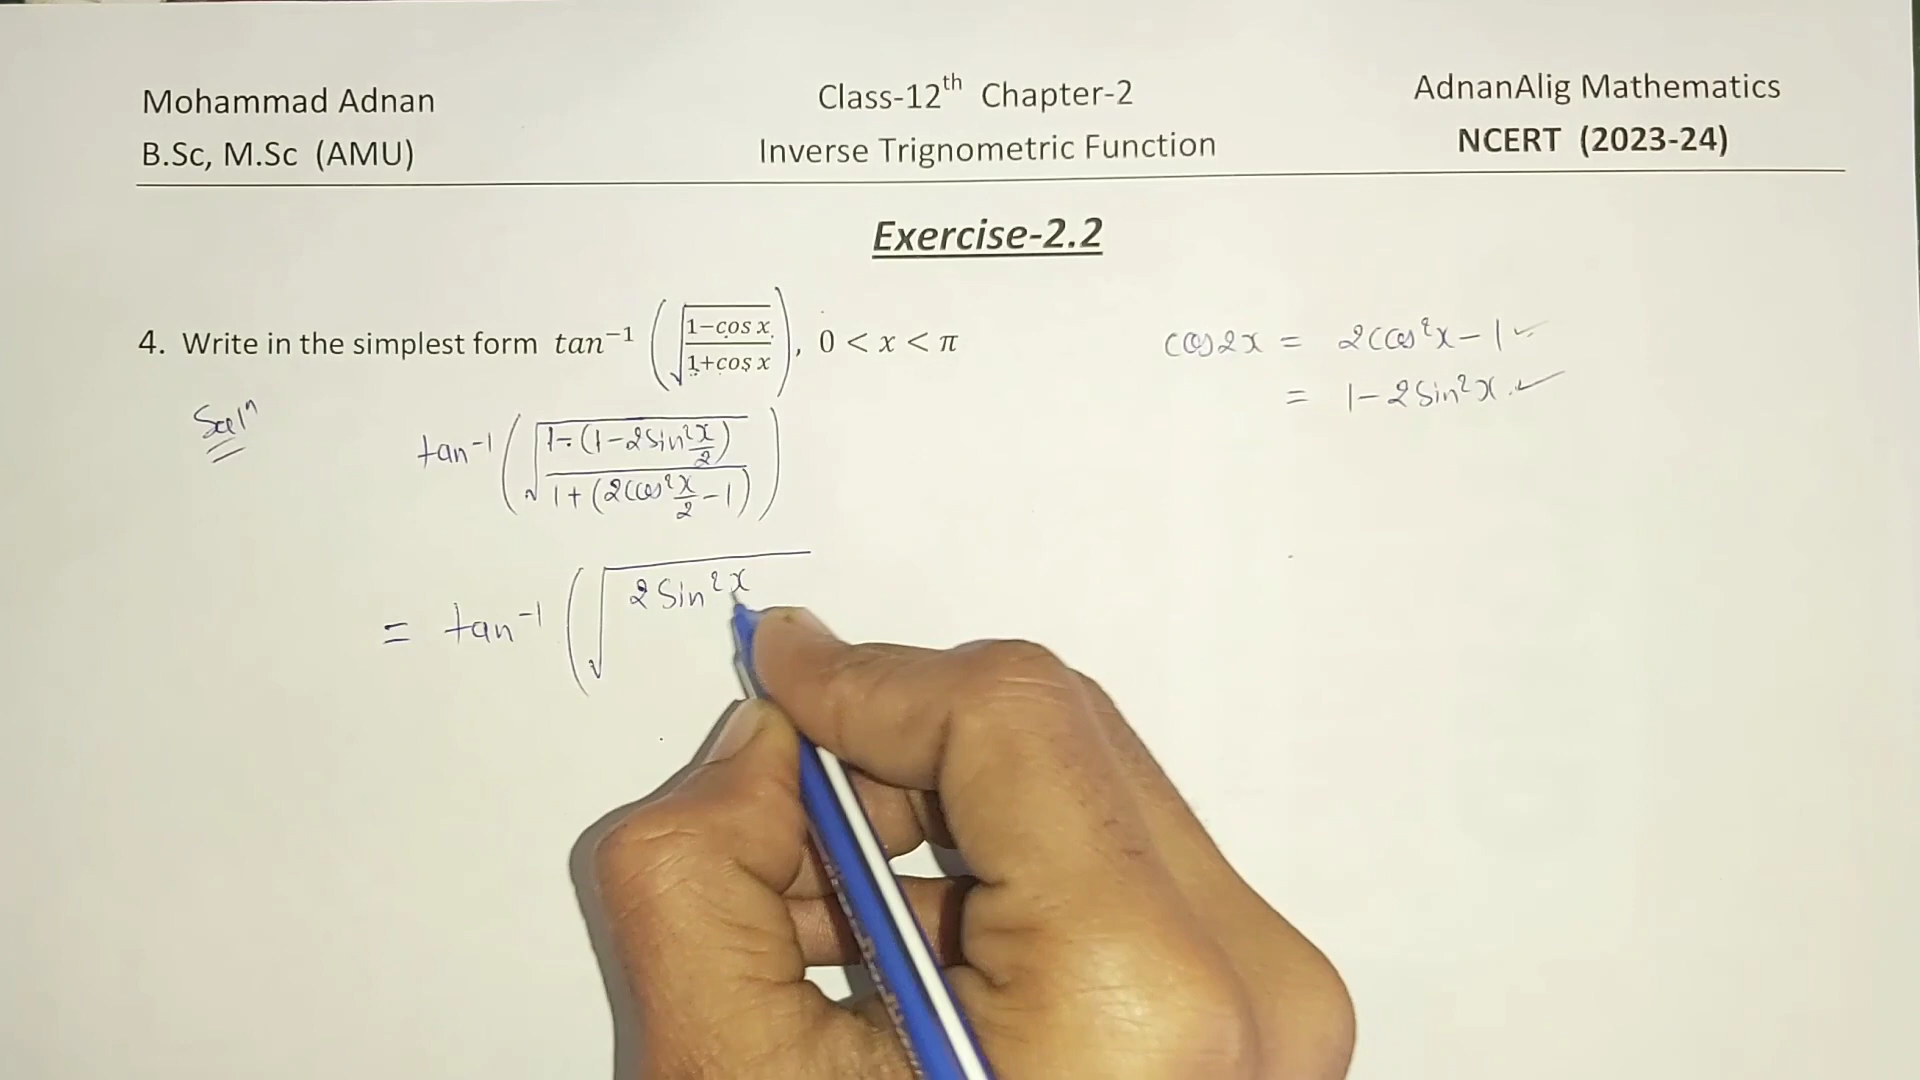 Mohammad Adnan
B.Sc, M.Sc (AMU)
Class-12th Chapter-2
Inverse Trignometric Function
AdnanAlig Mathematics
NCERT (2023-24)
Exercise-2.2
4. Write in the simplest form tan⁻¹(√((1−cos x)/(1+cos x))), 0 < x < π
cos2x = 2cos²x − 1 ✓
= 1 − 2Sin²x. ✓
Solⁿ
tan⁻¹(√((1−(1−2Sin²x/2))/(1+(2cos²x/2−1))))
= tan⁻¹(√(2Sin²x